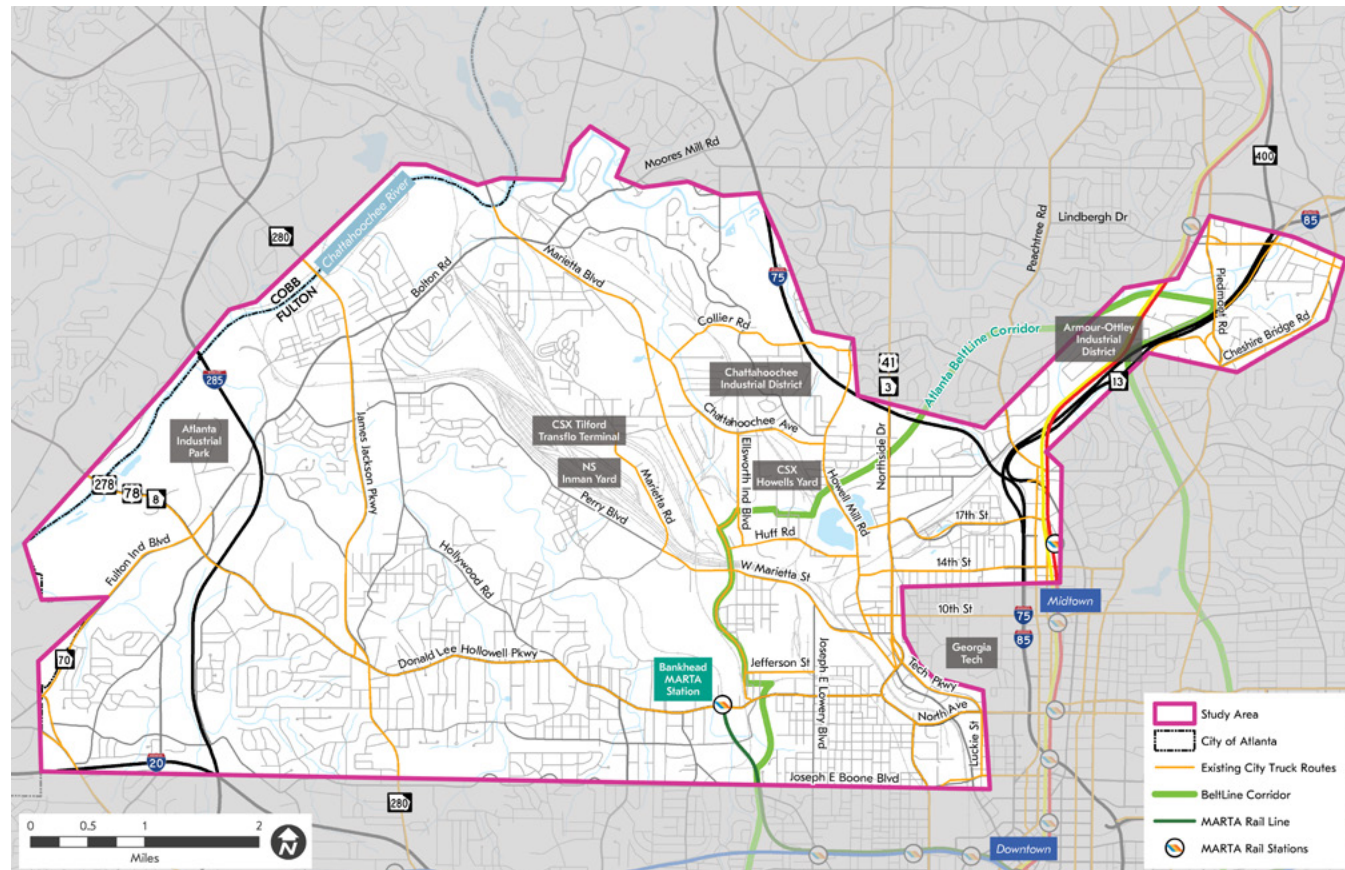 Moores Mill Rd
400
Lindbergh Dr
85
Peachtree Rd
280
Chattahoochee River
Piedmont Rd
Marietta Blvd
Bolton Rd
75
COBB
FULTON
Collier Rd
Atlanta BeltLine Corridor
Armour-Ottley
Industrial
District
Cheshire Bridge Rd
41
3
13
285
Chattahoochee
Industrial District
James Jackson Pkwy
Atlanta
Industrial
Park
CSX Tilford
Transflo Terminal
Chattahoochee Ave
Northside Dr
NS
Inman Yard
Ellsworth Ind Blvd
CSX
Howells Yard
Marietta Rd
Howell Mill Rd
278
78
8
Perry Blvd
17th St
Huff Rd
Fulton Ind Blvd
Hollywood Rd
W Marietta St
14th St
Midtown
10th St
75
85
Joseph E Lowery Blvd
Georgia
Tech
70
Donald Lee Hollowell Pkwy
Jefferson St
Bankhead
MARTA
Station
Tech Pkwy
North Ave
Luckie St
20
Joseph E Boone Blvd
280
Downtown
0 0.5 1 2
Miles
N
Study Area
City of Atlanta
Existing City Truck Routes
BeltLine Corridor
MARTA Rail Line
MARTA Rail Stations